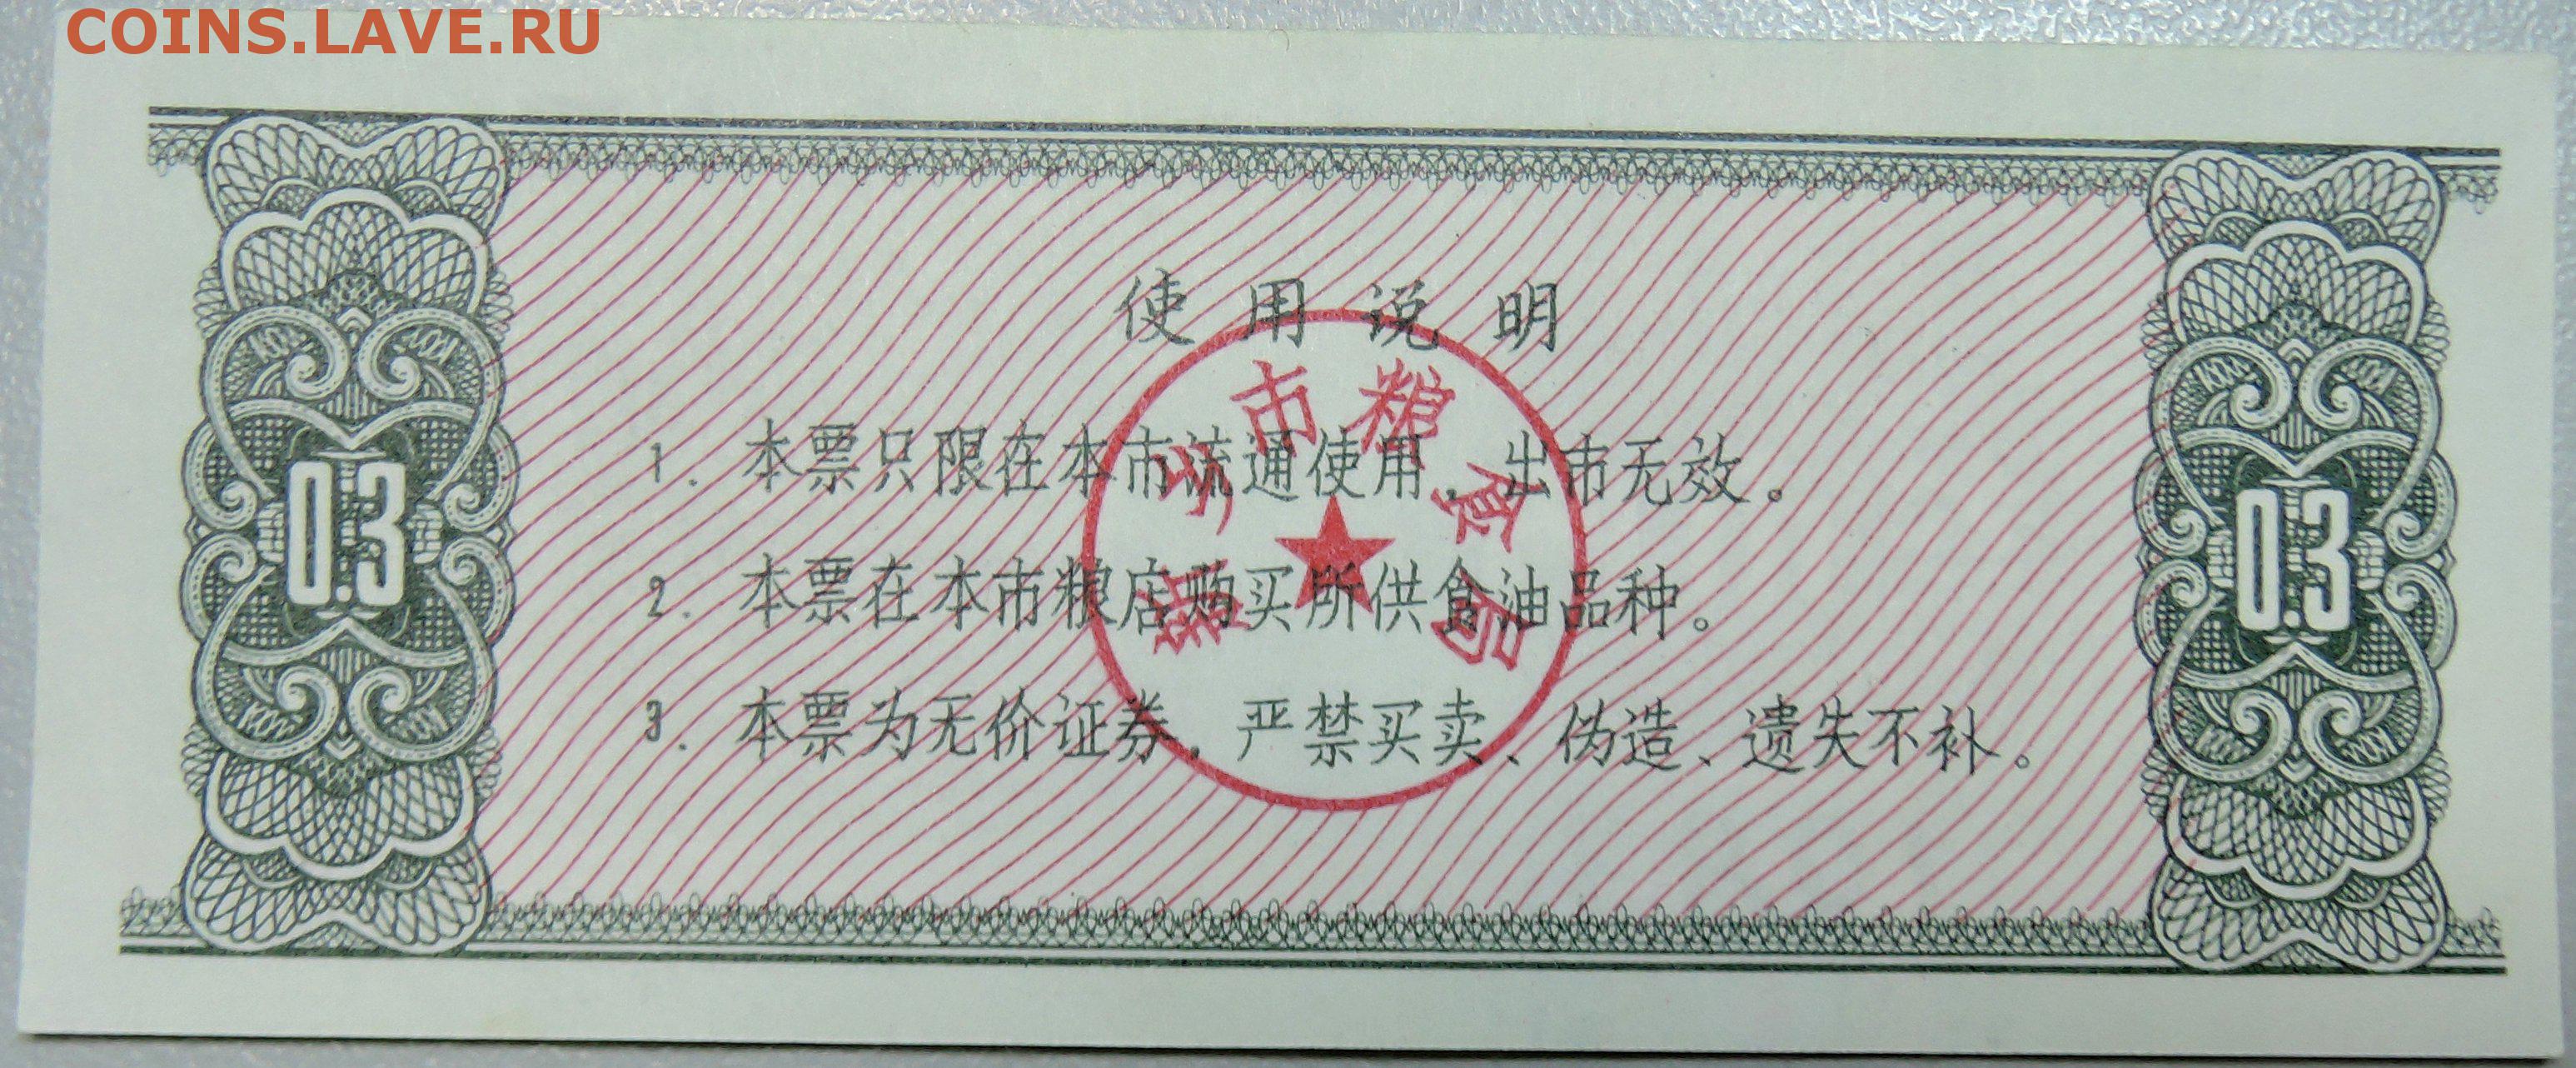 COINS.LAVE.RU
使用说明
市粮食局
1. 本票只限在本市流通使用，出市无效。
2. 本票在本市粮店购买所供食油品种。
3. 本票为无价证券，严禁买卖、伪造、遗失不补。
0.3
0.3